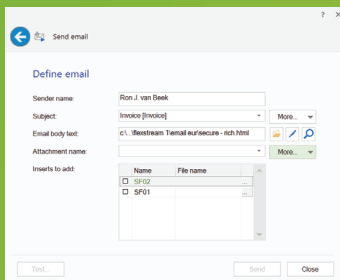 ? ×
Send email
Define email
Sender name: Ron J. van Beek
Subject: Invoice [Invoice] More...
Email body text: c:\...\flexstream 1\email eur\secure - rich.html
Attachment name: More...
Inserts to add:
Name File name
SF02 ...
SF01 ...
Test... Send Close